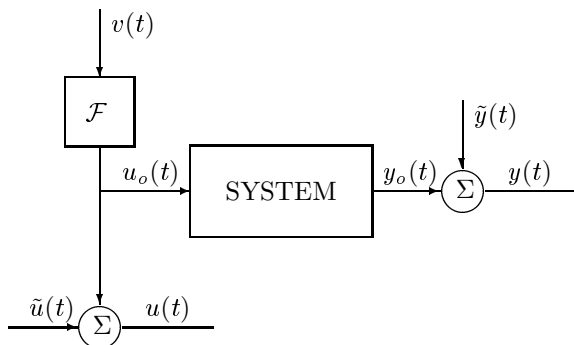 v(t)
ℱ
ỹ(t)
u_o(t)
SYSTEM
y_o(t)
Σ
y(t)
ũ(t)
Σ
u(t)